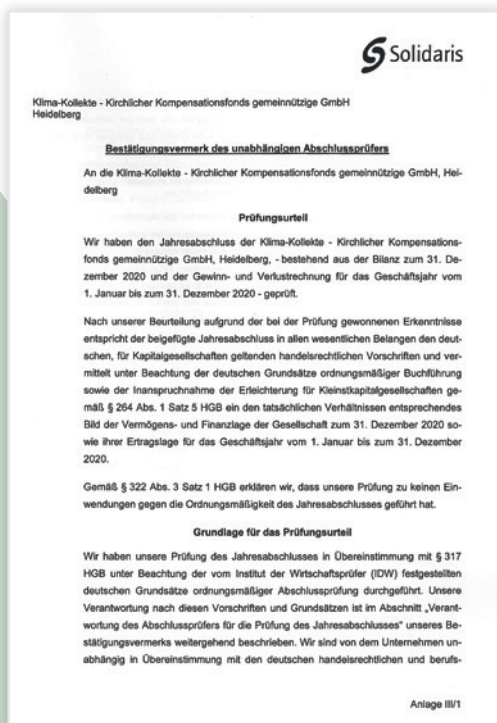 Solidaris
Klima-Kollekte - Kirchlicher Kompensationsfonds gemeinnützige GmbH
Heidelberg
Bestätigungsvermerk des unabhängigen Abschlussprüfers
An die Klima-Kollekte - Kirchlicher Kompensationsfonds gemeinnützige GmbH, Hei-
delberg
Prüfungsurteil
Wir haben den Jahresabschluss der Klima-Kollekte - Kirchlicher Kompensations-
fonds gemeinnützige GmbH, Heidelberg, - bestehend aus der Bilanz zum 31. De-
zember 2020 und der Gewinn- und Verlustrechnung für das Geschäftsjahr vom
1. Januar bis zum 31. Dezember 2020 - geprüft.
Nach unserer Beurteilung aufgrund der bei der Prüfung gewonnenen Erkenntnisse
entspricht der beigefügte Jahresabschluss in allen wesentlichen Belangen den deut-
schen, für Kapitalgesellschaften geltenden handelsrechtlichen Vorschriften und ver-
mittelt unter Beachtung der deutschen Grundsätze ordnungsmäßiger Buchführung
sowie der Inanspruchnahme der Erleichterung für Kleinstkapitalgesellschaften ge-
mäß § 264 Abs. 1 Satz 5 HGB ein den tatsächlichen Verhältnissen entsprechendes
Bild der Vermögens- und Finanzlage der Gesellschaft zum 31. Dezember 2020 so-
wie ihrer Ertragslage für das Geschäftsjahr vom 1. Januar bis zum 31. Dezember
2020.
Gemäß § 322 Abs. 3 Satz 1 HGB erklären wir, dass unsere Prüfung zu keinen Ein-
wendungen gegen die Ordnungsmäßigkeit des Jahresabschlusses geführt hat.
Grundlage für das Prüfungsurteil
Wir haben unsere Prüfung des Jahresabschlusses in Übereinstimmung mit § 317
HGB unter Beachtung der vom Institut der Wirtschaftsprüfer (IDW) festgestellten
deutschen Grundsätze ordnungsmäßiger Abschlussprüfung durchgeführt. Unsere
Verantwortung nach diesen Vorschriften und Grundsätzen ist im Abschnitt „Verant-
wortung des Abschlussprüfers für die Prüfung des Jahresabschlusses" unseres Be-
stätigungsvermerks weitergehend beschrieben. Wir sind von dem Unternehmen un-
abhängig in Übereinstimmung mit den deutschen handelsrechtlichen und berufs-
Anlage III/1